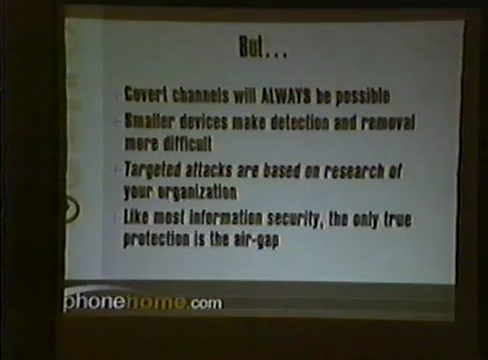 But...
Covert channels will ALWAYS be possible
Smaller devices make detection and removal
more difficult
Targeted attacks are based on research of
your organization
Like most information security, the only true
protection is the air-gap
phonehome.com